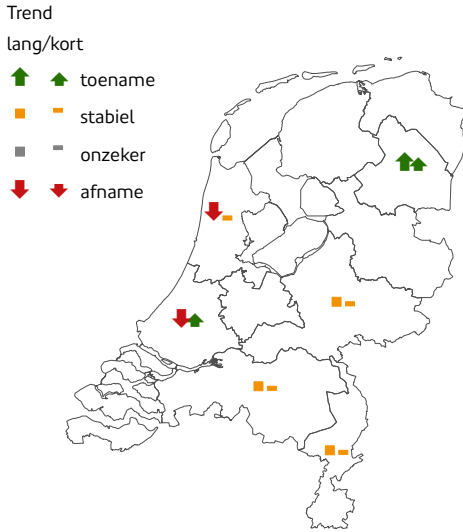 Trend
lang/kort
toename
stabiel
onzeker
afname